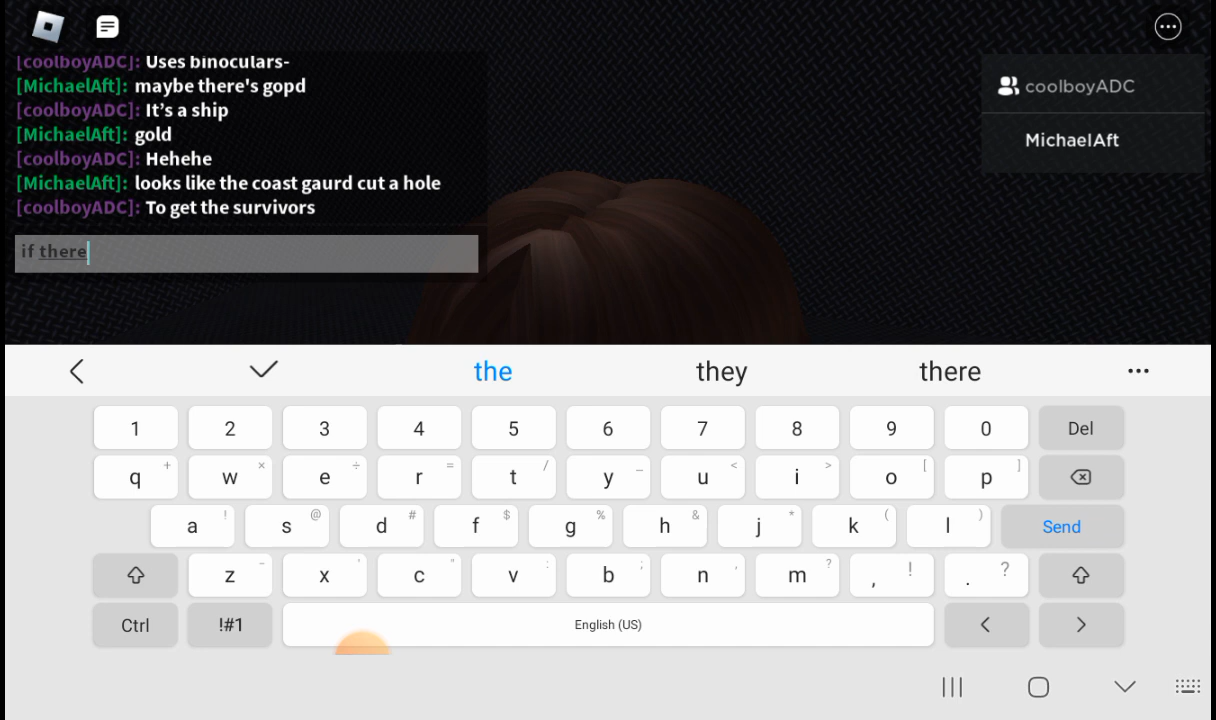 [coolboyADC]: Uses binoculars-
[MichaelAft]: maybe there's gopd
[coolboyADC]: It's a ship
[MichaelAft]: gold
[coolboyADC]: Hehehe
[MichaelAft]: looks like the coast gaurd cut a hole
[coolboyADC]: To get the survivors
if there
coolboyADC
MichaelAft
the they there
1 2 3 4 5 6 7 8 9 0 Del
q + w × e ÷ r = t / y _ u < i > o [ p ]
a ! s @ d # f $ g % h & j * k ( l ) Send
z - x ' c " v : b ; n , m ? , ! . ?
Ctrl !#1 English (US) < >